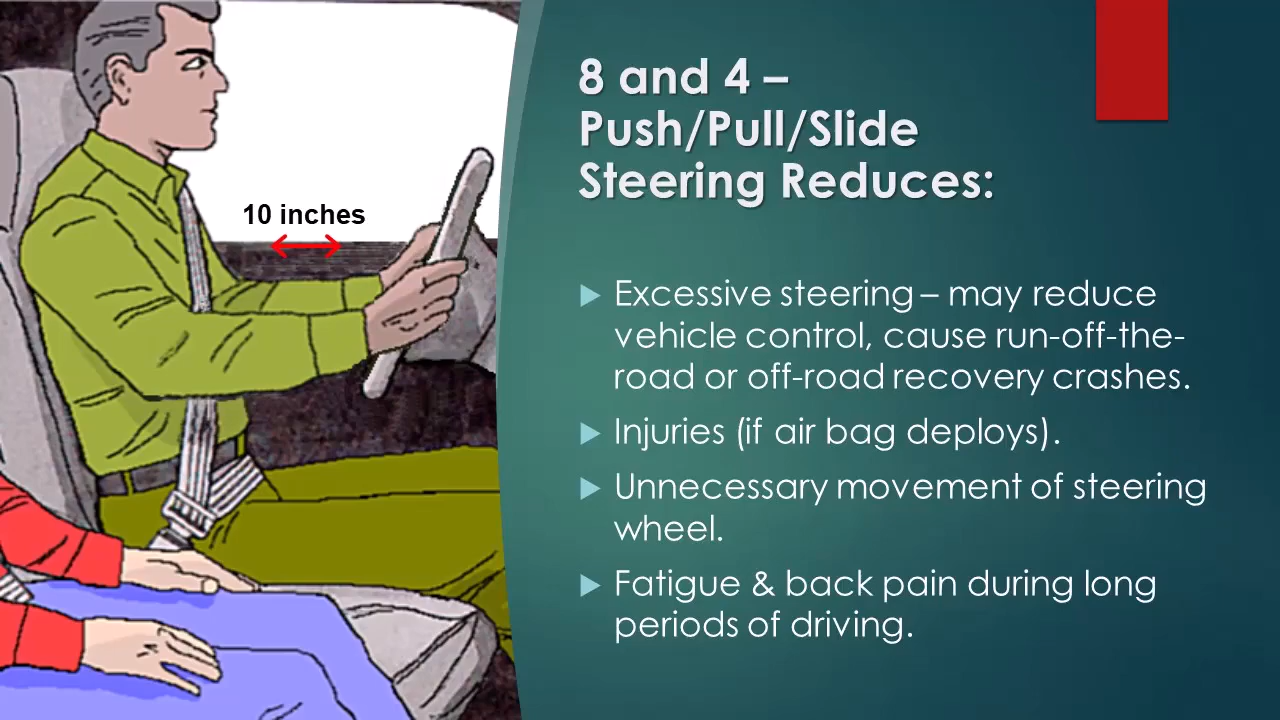 8 and 4 –
Push/Pull/Slide
Steering Reduces:
10 inches
Excessive steering – may reduce
vehicle control, cause run-off-the-
road or off-road recovery crashes.
Injuries (if air bag deploys).
Unnecessary movement of steering
wheel.
Fatigue & back pain during long
periods of driving.